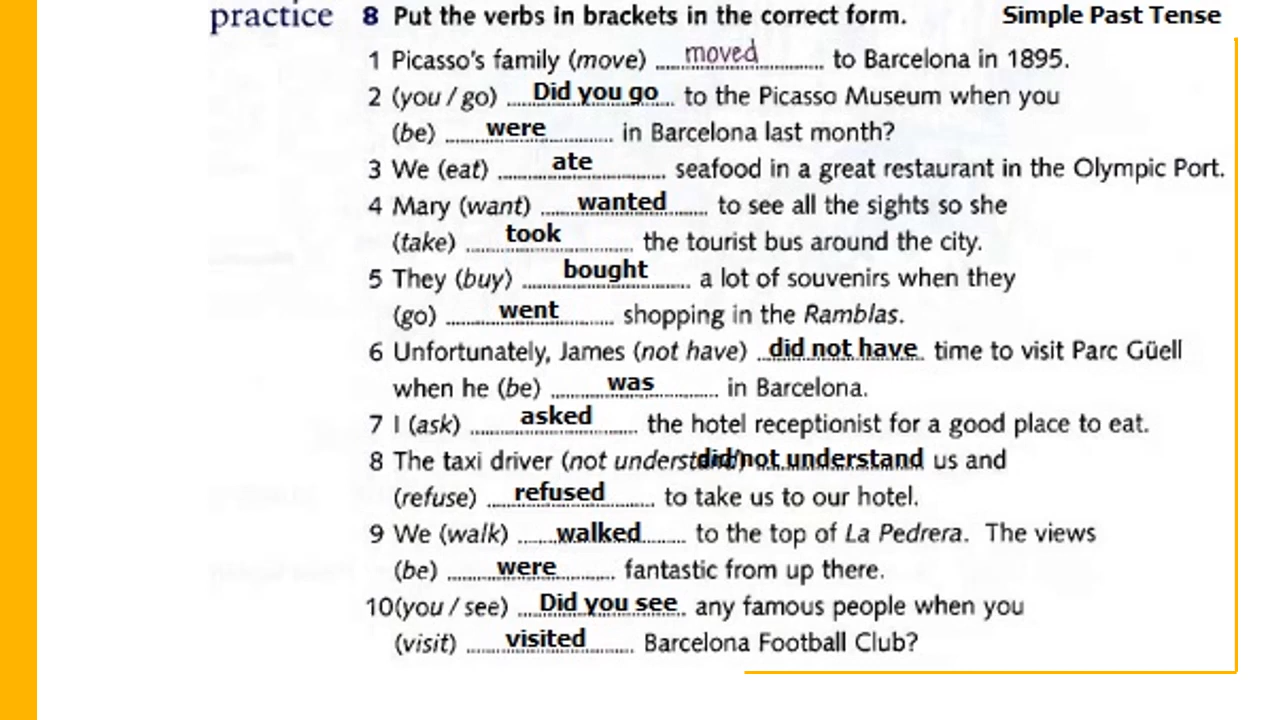 practice 8 Put the verbs in brackets in the correct form. Simple Past Tense
1 Picasso's family (move) moved to Barcelona in 1895.
2 (you / go) Did you go to the Picasso Museum when you
(be) were in Barcelona last month?
3 We (eat) ate seafood in a great restaurant in the Olympic Port.
4 Mary (want) wanted to see all the sights so she
(take) took the tourist bus around the city.
5 They (buy) bought a lot of souvenirs when they
(go) went shopping in the Ramblas.
6 Unfortunately, James (not have) did not have time to visit Parc Güell
when he (be) was in Barcelona.
7 I (ask) asked the hotel receptionist for a good place to eat.
8 The taxi driver (not understand) did not understand us and
(refuse) refused to take us to our hotel.
9 We (walk) walked to the top of La Pedrera. The views
(be) were fantastic from up there.
10(you / see) Did you see any famous people when you
(visit) visited Barcelona Football Club?